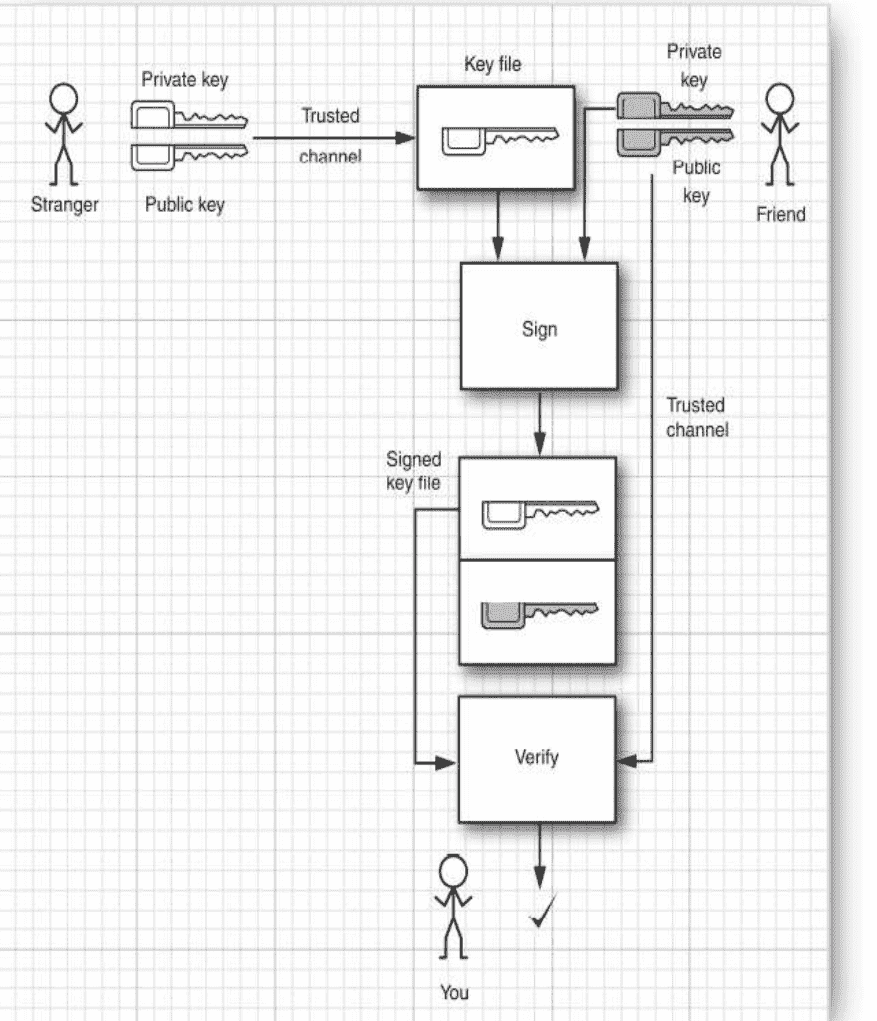 Private key
Trusted
channel
Stranger
Public key
Key file
Private
key
Public
key
Friend
Sign
Trusted
channel
Signed
key file
Verify
You